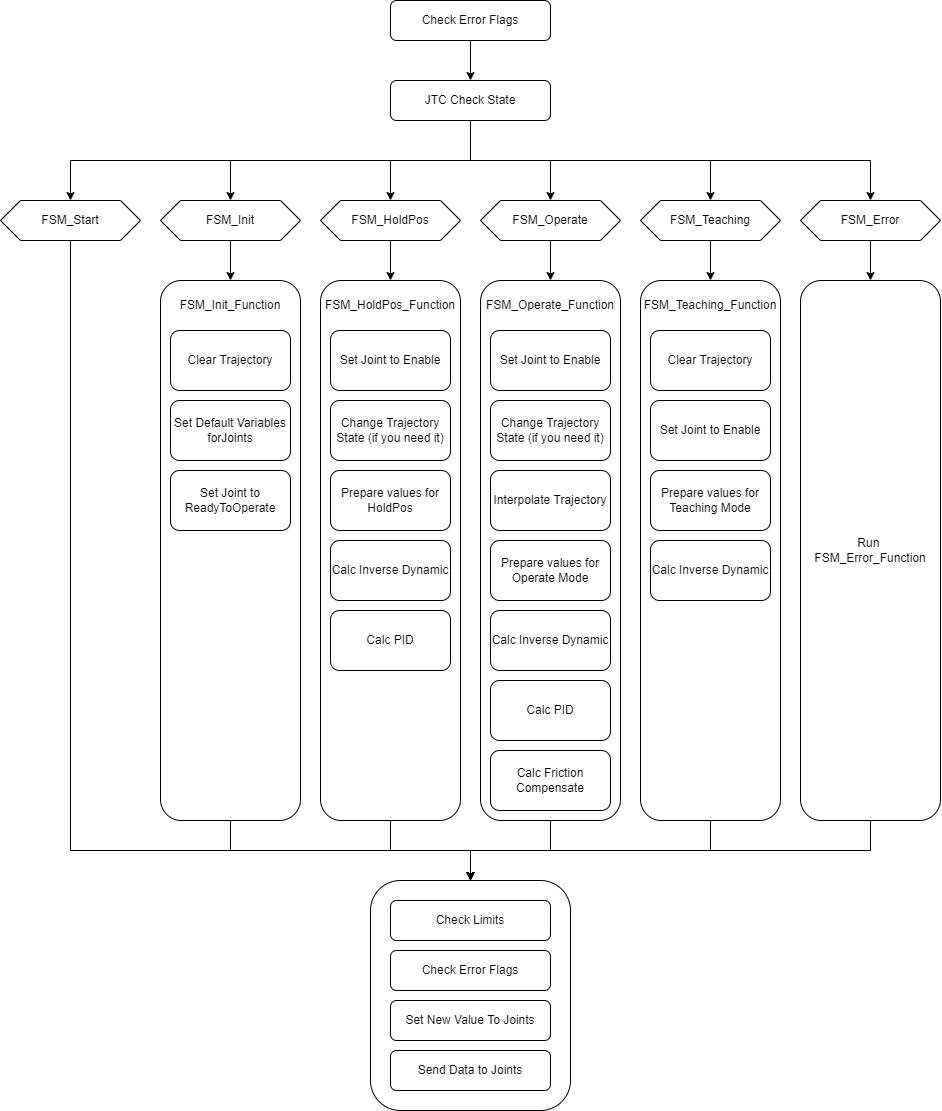 Check Error Flags
JTC Check State
FSM_Start
FSM_Init
FSM_HoldPos
FSM_Operate
FSM_Teaching
FSM_Error
FSM_Init_Function
Clear Trajectory
Set Default Variables
forJoints
Set Joint to
ReadyToOperate
FSM_HoldPos_Function
Set Joint to Enable
Change Trajectory
State (if you need it)
Prepare values for
HoldPos
Calc Inverse Dynamic
Calc PID
FSM_Operate_Function
Set Joint to Enable
Change Trajectory
State (if you need it)
Interpolate Trajectory
Prepare values for
Operate Mode
Calc Inverse Dynamic
Calc PID
Calc Friction
Compensate
FSM_Teaching_Function
Clear Trajectory
Set Joint to Enable
Prepare values for
Teaching Mode
Calc Inverse Dynamic
Run
FSM_Error_Function
Check Limits
Check Error Flags
Set New Value To Joints
Send Data to Joints